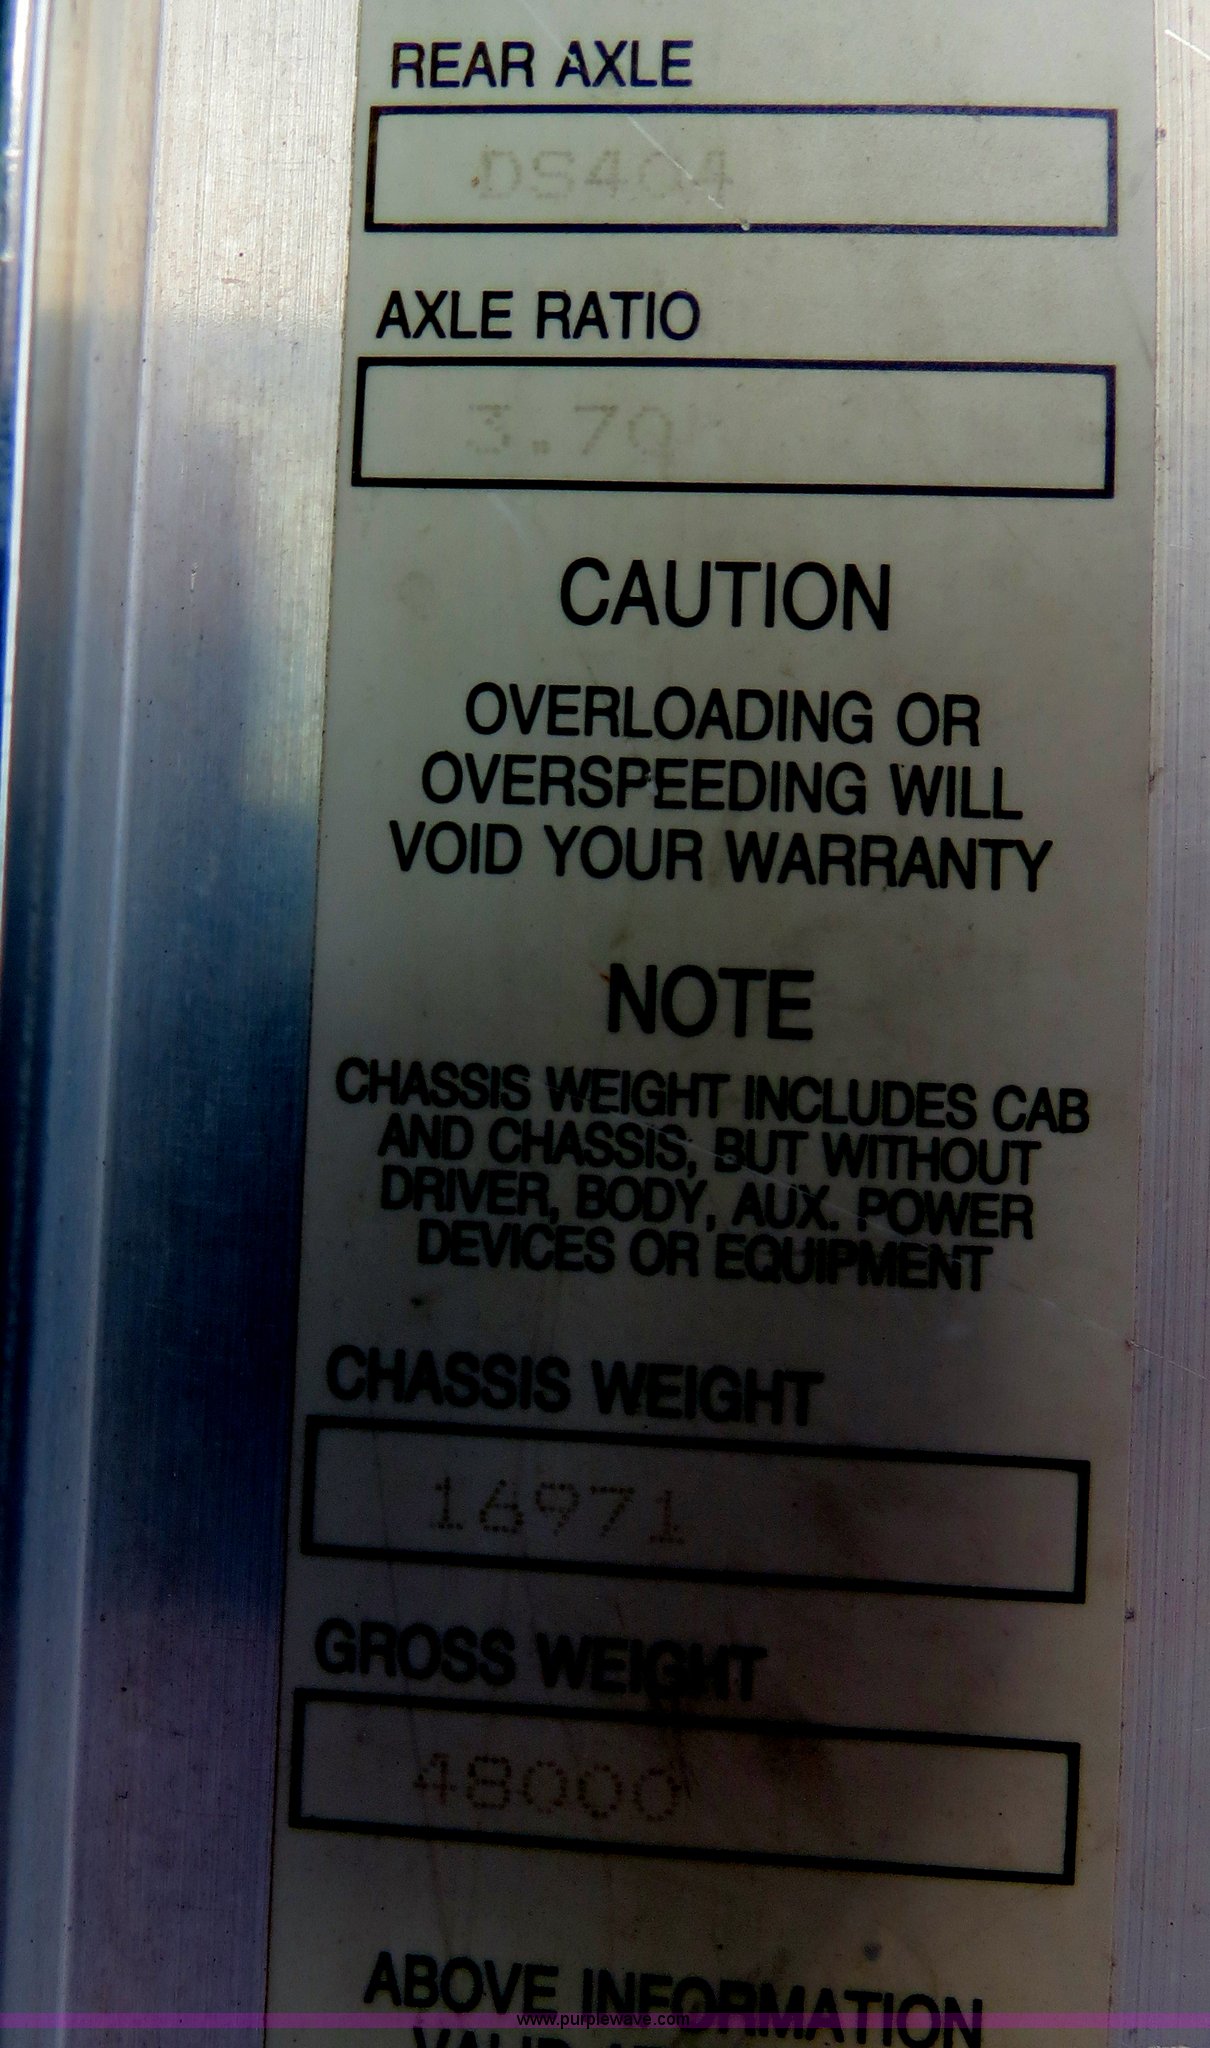 REAR AXLE
DS404
AXLE RATIO
3.70
CAUTION
OVERLOADING OR
OVERSPEEDING WILL
VOID YOUR WARRANTY
NOTE
CHASSIS WEIGHT INCLUDES CAB
AND CHASSIS, BUT WITHOUT
DRIVER, BODY, AUX. POWER
DEVICES OR EQUIPMENT
CHASSIS WEIGHT
16971
GROSS WEIGHT
48000
ABOVE INFORMATION
www.purplewave.com
VALID